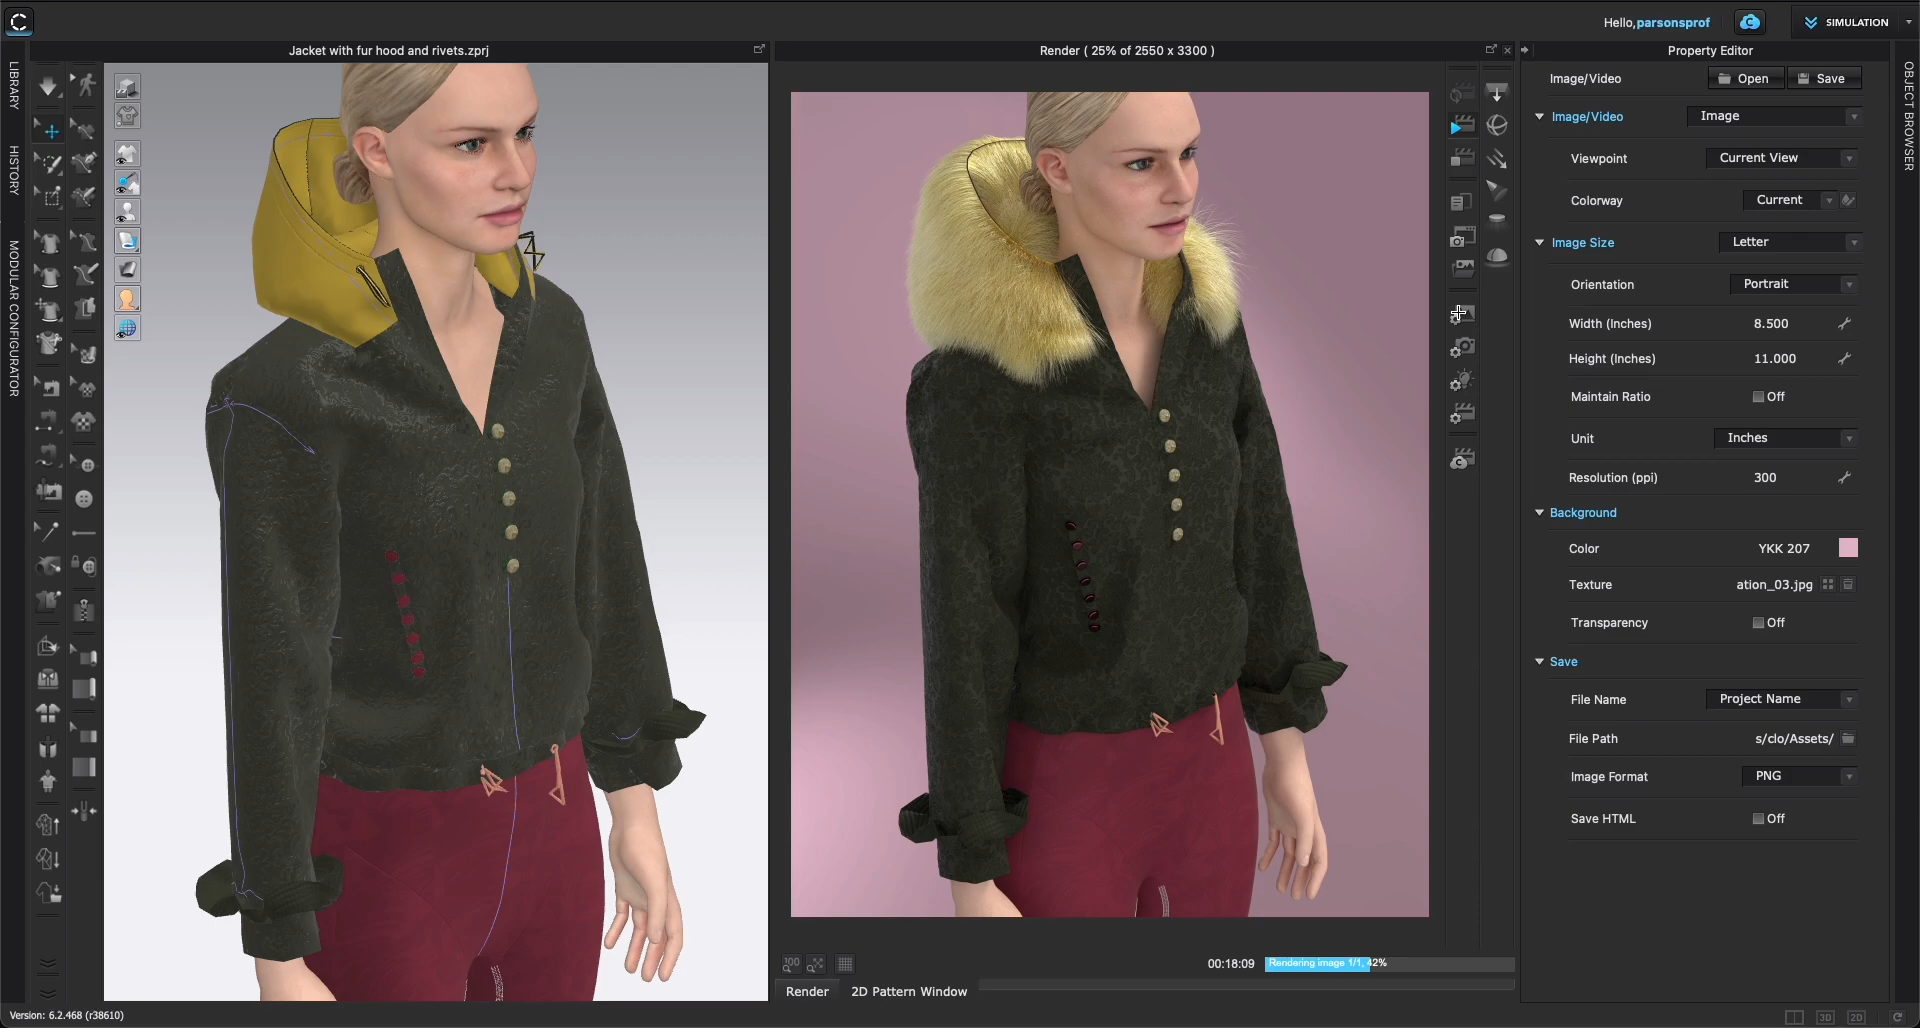 Hello,parsonsprof
SIMULATION
Jacket with fur hood and rivets.zprj
Render ( 25% of 2550 x 3300 )
Property Editor
LIBRARY
HISTORY
MODULAR CONFIGURATOR
OBJECT BROWSER
Image/Video
Open
Save
Image/Video
Image
Viewpoint
Current View
Colorway
Current
Image Size
Letter
Orientation
Portrait
Width (Inches)
8.500
Height (Inches)
11.000
Maintain Ratio
Off
Unit
Inches
Resolution (ppi)
300
Background
Color
YKK 207
Texture
ation_03.jpg
Transparency
Off
Save
File Name
Project Name
File Path
s/clo/Assets/
Image Format
PNG
Save HTML
Off
100
00:18:09
Rendering image 1/1, 42%
Render
2D Pattern Window
Version: 6.2.468 (r38610)
3D
2D